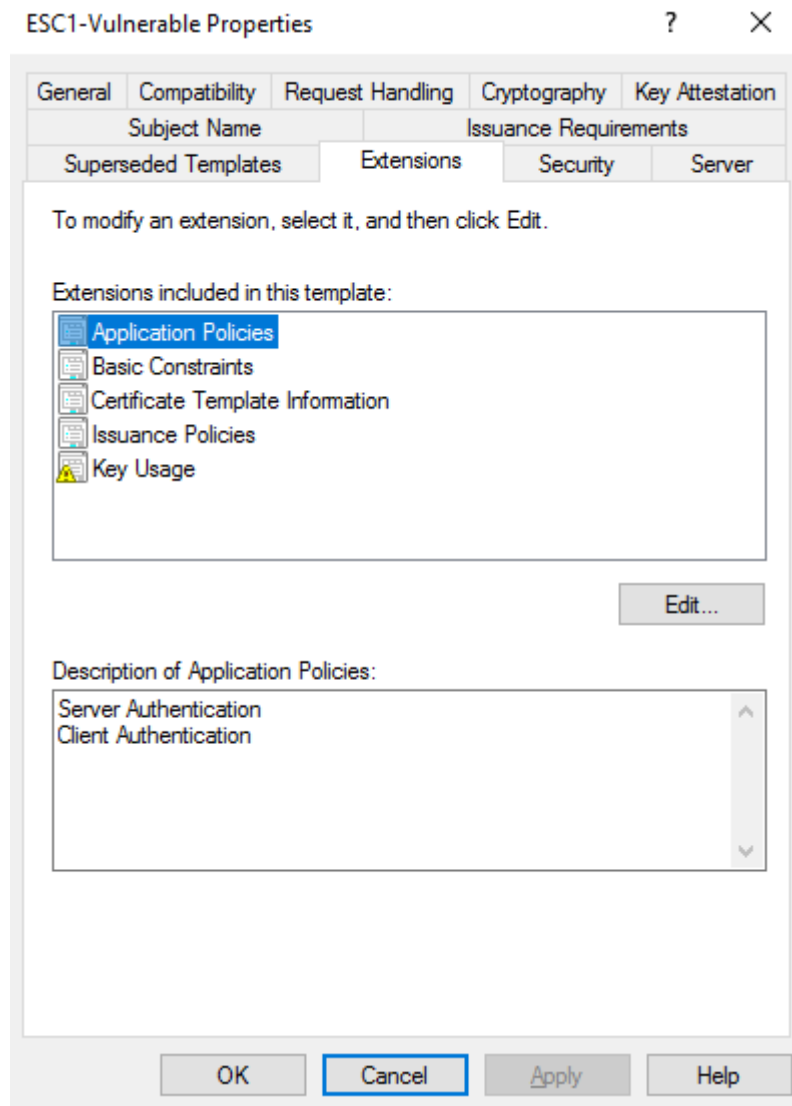 ESC1-Vulnerable Properties ? ×
General Compatibility Request Handling Cryptography Key Attestation
Subject Name Issuance Requirements
Superseded Templates Extensions Security Server
To modify an extension, select it, and then click Edit.
Extensions included in this template:
Application Policies
Basic Constraints
Certificate Template Information
Issuance Policies
Key Usage
Edit...
Description of Application Policies:
Server Authentication
Client Authentication
OK Cancel Apply Help